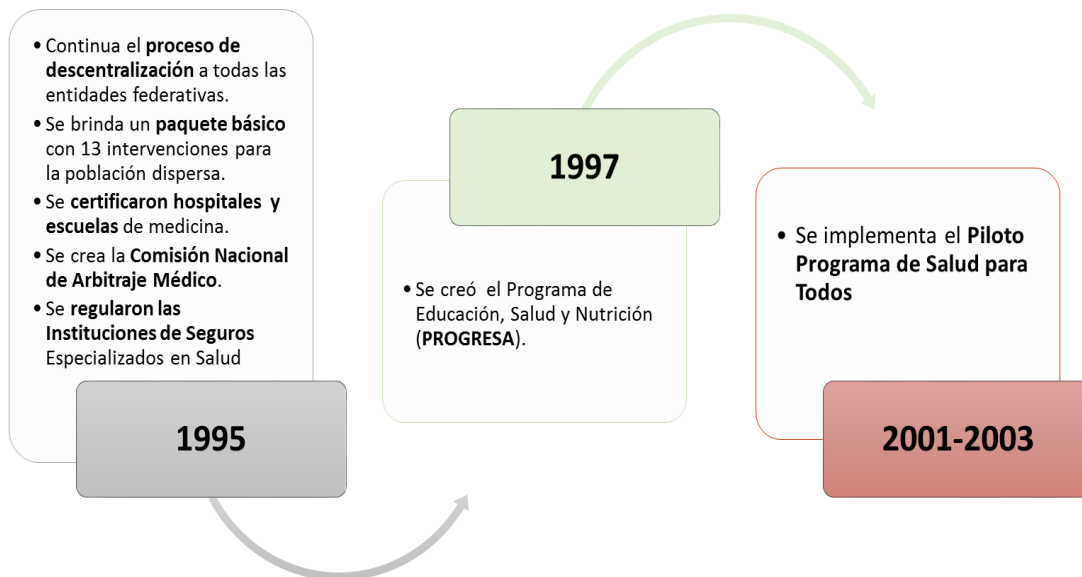 • Continua el proceso de
descentralización a todas las
entidades federativas.
• Se brinda un paquete básico
con 13 intervenciones para
la población dispersa.
• Se certificaron hospitales y
escuelas de medicina.
• Se crea la Comisión Nacional
de Arbitraje Médico.
• Se regularon las
Instituciones de Seguros
Especializados en Salud
1995
1997
• Se creó el Programa de
Educación, Salud y Nutrición
(PROGRESA).
• Se implementa el Piloto
Programa de Salud para
Todos
2001-2003